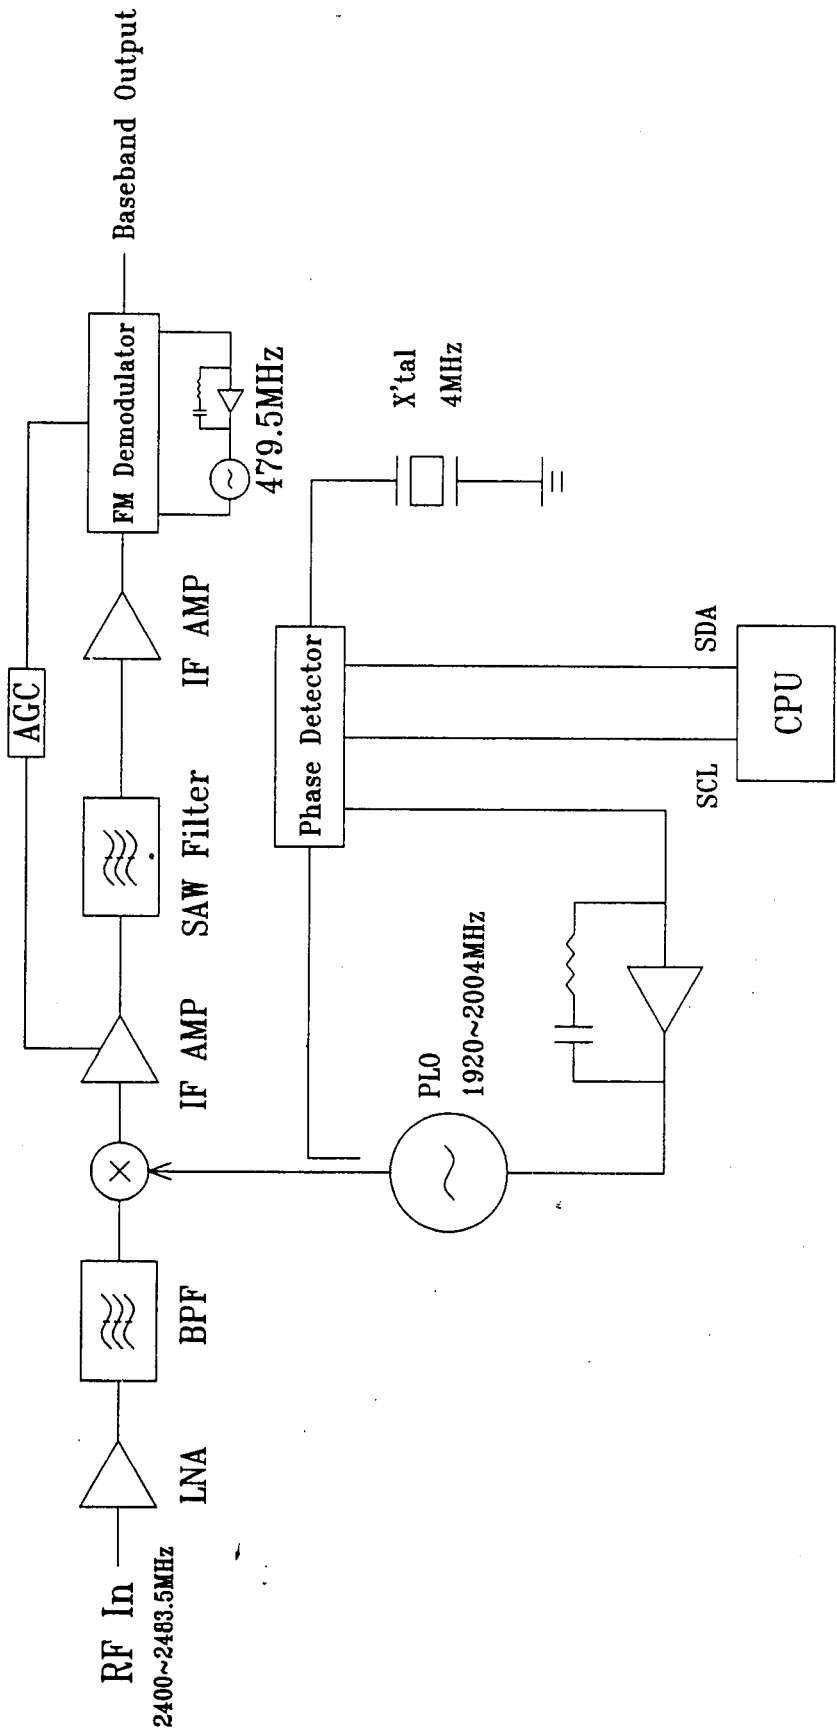 AGC
RF In
2400~2483.5MHz
LNA
BPF
IF AMP
SAW Filter
IF AMP
FM Demodulator
Baseband Output
479.5MHz
PLO
1920~2004MHz
Phase Detector
X'tal
4MHz
SCL
SDA
CPU